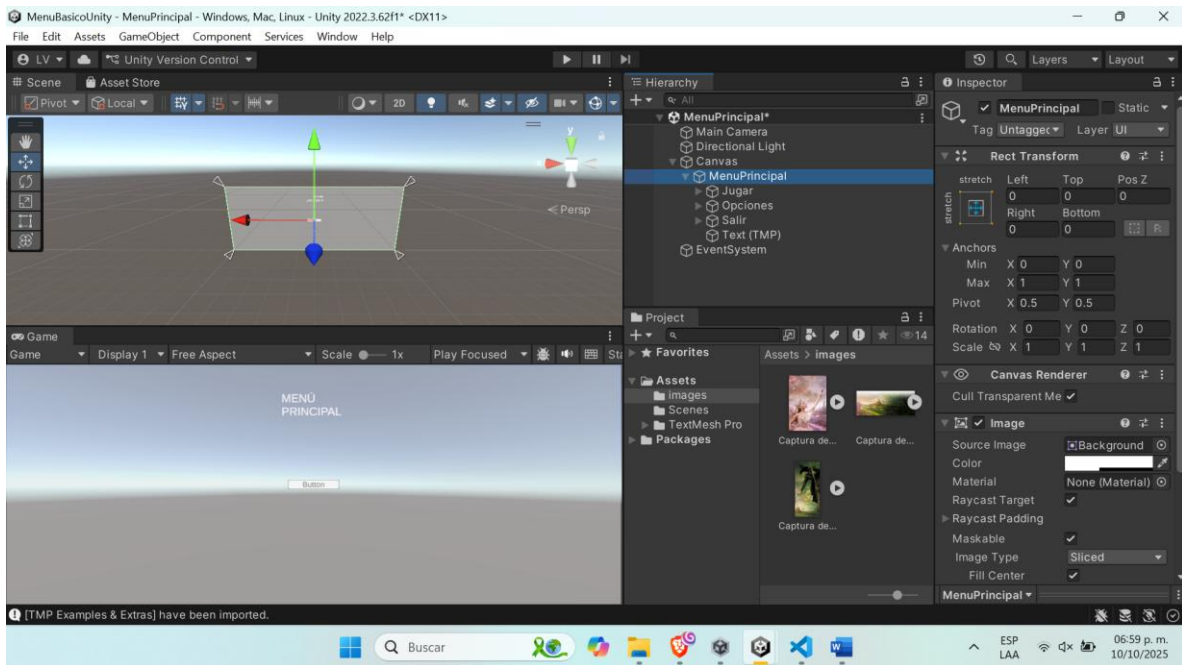 MenuBasicoUnity - MenuPrincipal - Windows, Mac, Linux - Unity 2022.3.62f1* <DX11>
File Edit Assets GameObject Component Services Window Help
LV Unity Version Control Layers Layout
Scene Asset Store
Pivot Local 2D
y
Persp
Game
Game Display 1 Free Aspect Scale 1x Play Focused St
MENÚ
PRINCIPAL
Button
Hierarchy
All
MenuPrincipal*
Main Camera
Directional Light
Canvas
MenuPrincipal
Jugar
Opciones
Salir
Text (TMP)
EventSystem
Project
14
Favorites
Assets
images
Scenes
TextMesh Pro
Packages
Assets > images
Captura de... Captura de...
Captura de...
Inspector
MenuPrincipal Static
Tag Untagged Layer UI
Rect Transform
stretch Left Top Pos Z
stretch 0 0 0
Right Bottom
0 0 R
Anchors
Min X 0 Y 0
Max X 1 Y 1
Pivot X 0.5 Y 0.5
Rotation X 0 Y 0 Z 0
Scale X 1 Y 1 Z 1
Canvas Renderer
Cull Transparent Me
Image
Source Image Background
Color
Material None (Material)
Raycast Target
Raycast Padding
Maskable
Image Type Sliced
Fill Center
MenuPrincipal
[TMP Examples & Extras] have been imported.
Buscar
ESP
LAA
06:59 p. m.
10/10/2025